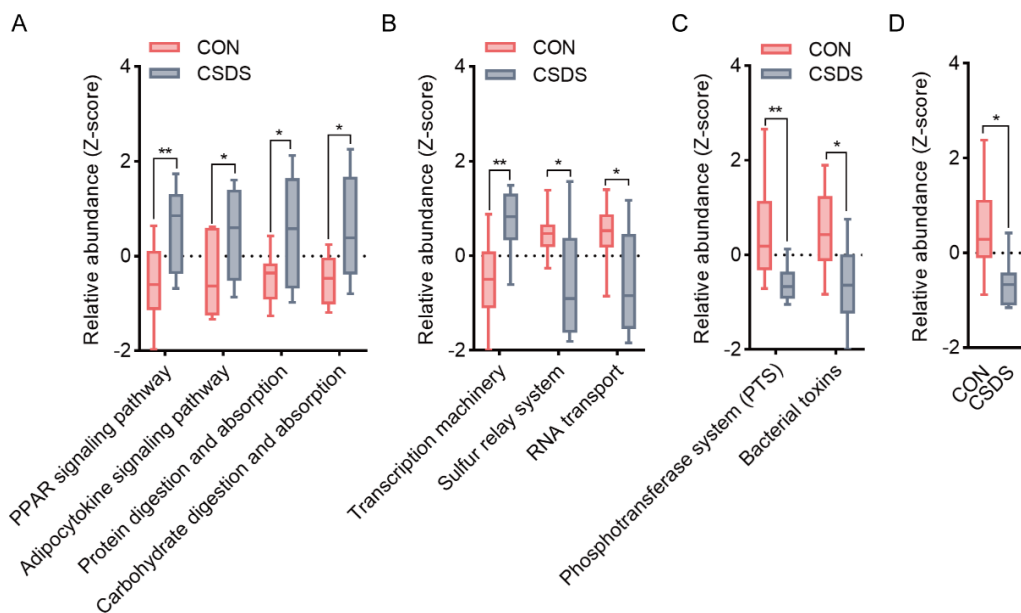 A
CON
CSDS
Relative abundance (Z-score)
4
2
0
-2
**
*
*
*
PPAR signaling pathway
Adipocytokine signaling pathway
Protein digestion and absorption
Carbohydrate digestion and absorption
B
CON
CSDS
Relative abundance (Z-score)
4
2
0
-2
**
*
*
Transcription machinery
Sulfur relay system
RNA transport
C
CON
CSDS
Relative abundance (Z-score)
4
2
0
-2
**
*
Phosphotransferase system (PTS)
Bacterial toxins
D
Relative abundance (Z-score)
4
2
0
-2
*
CON
CSDS